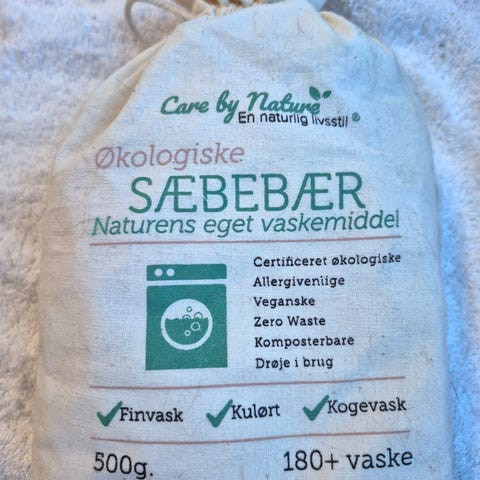 Care by Nature
En naturlig livsstil ®
Økologiske
SÆBEBÆR
Naturens eget vaskemiddel
Certificeret økologiske
Allergivenlige
Veganske
Zero Waste
Komposterbare
Drøje i brug
Finvask Kulørt Kogevask
500g. 180+ vaske